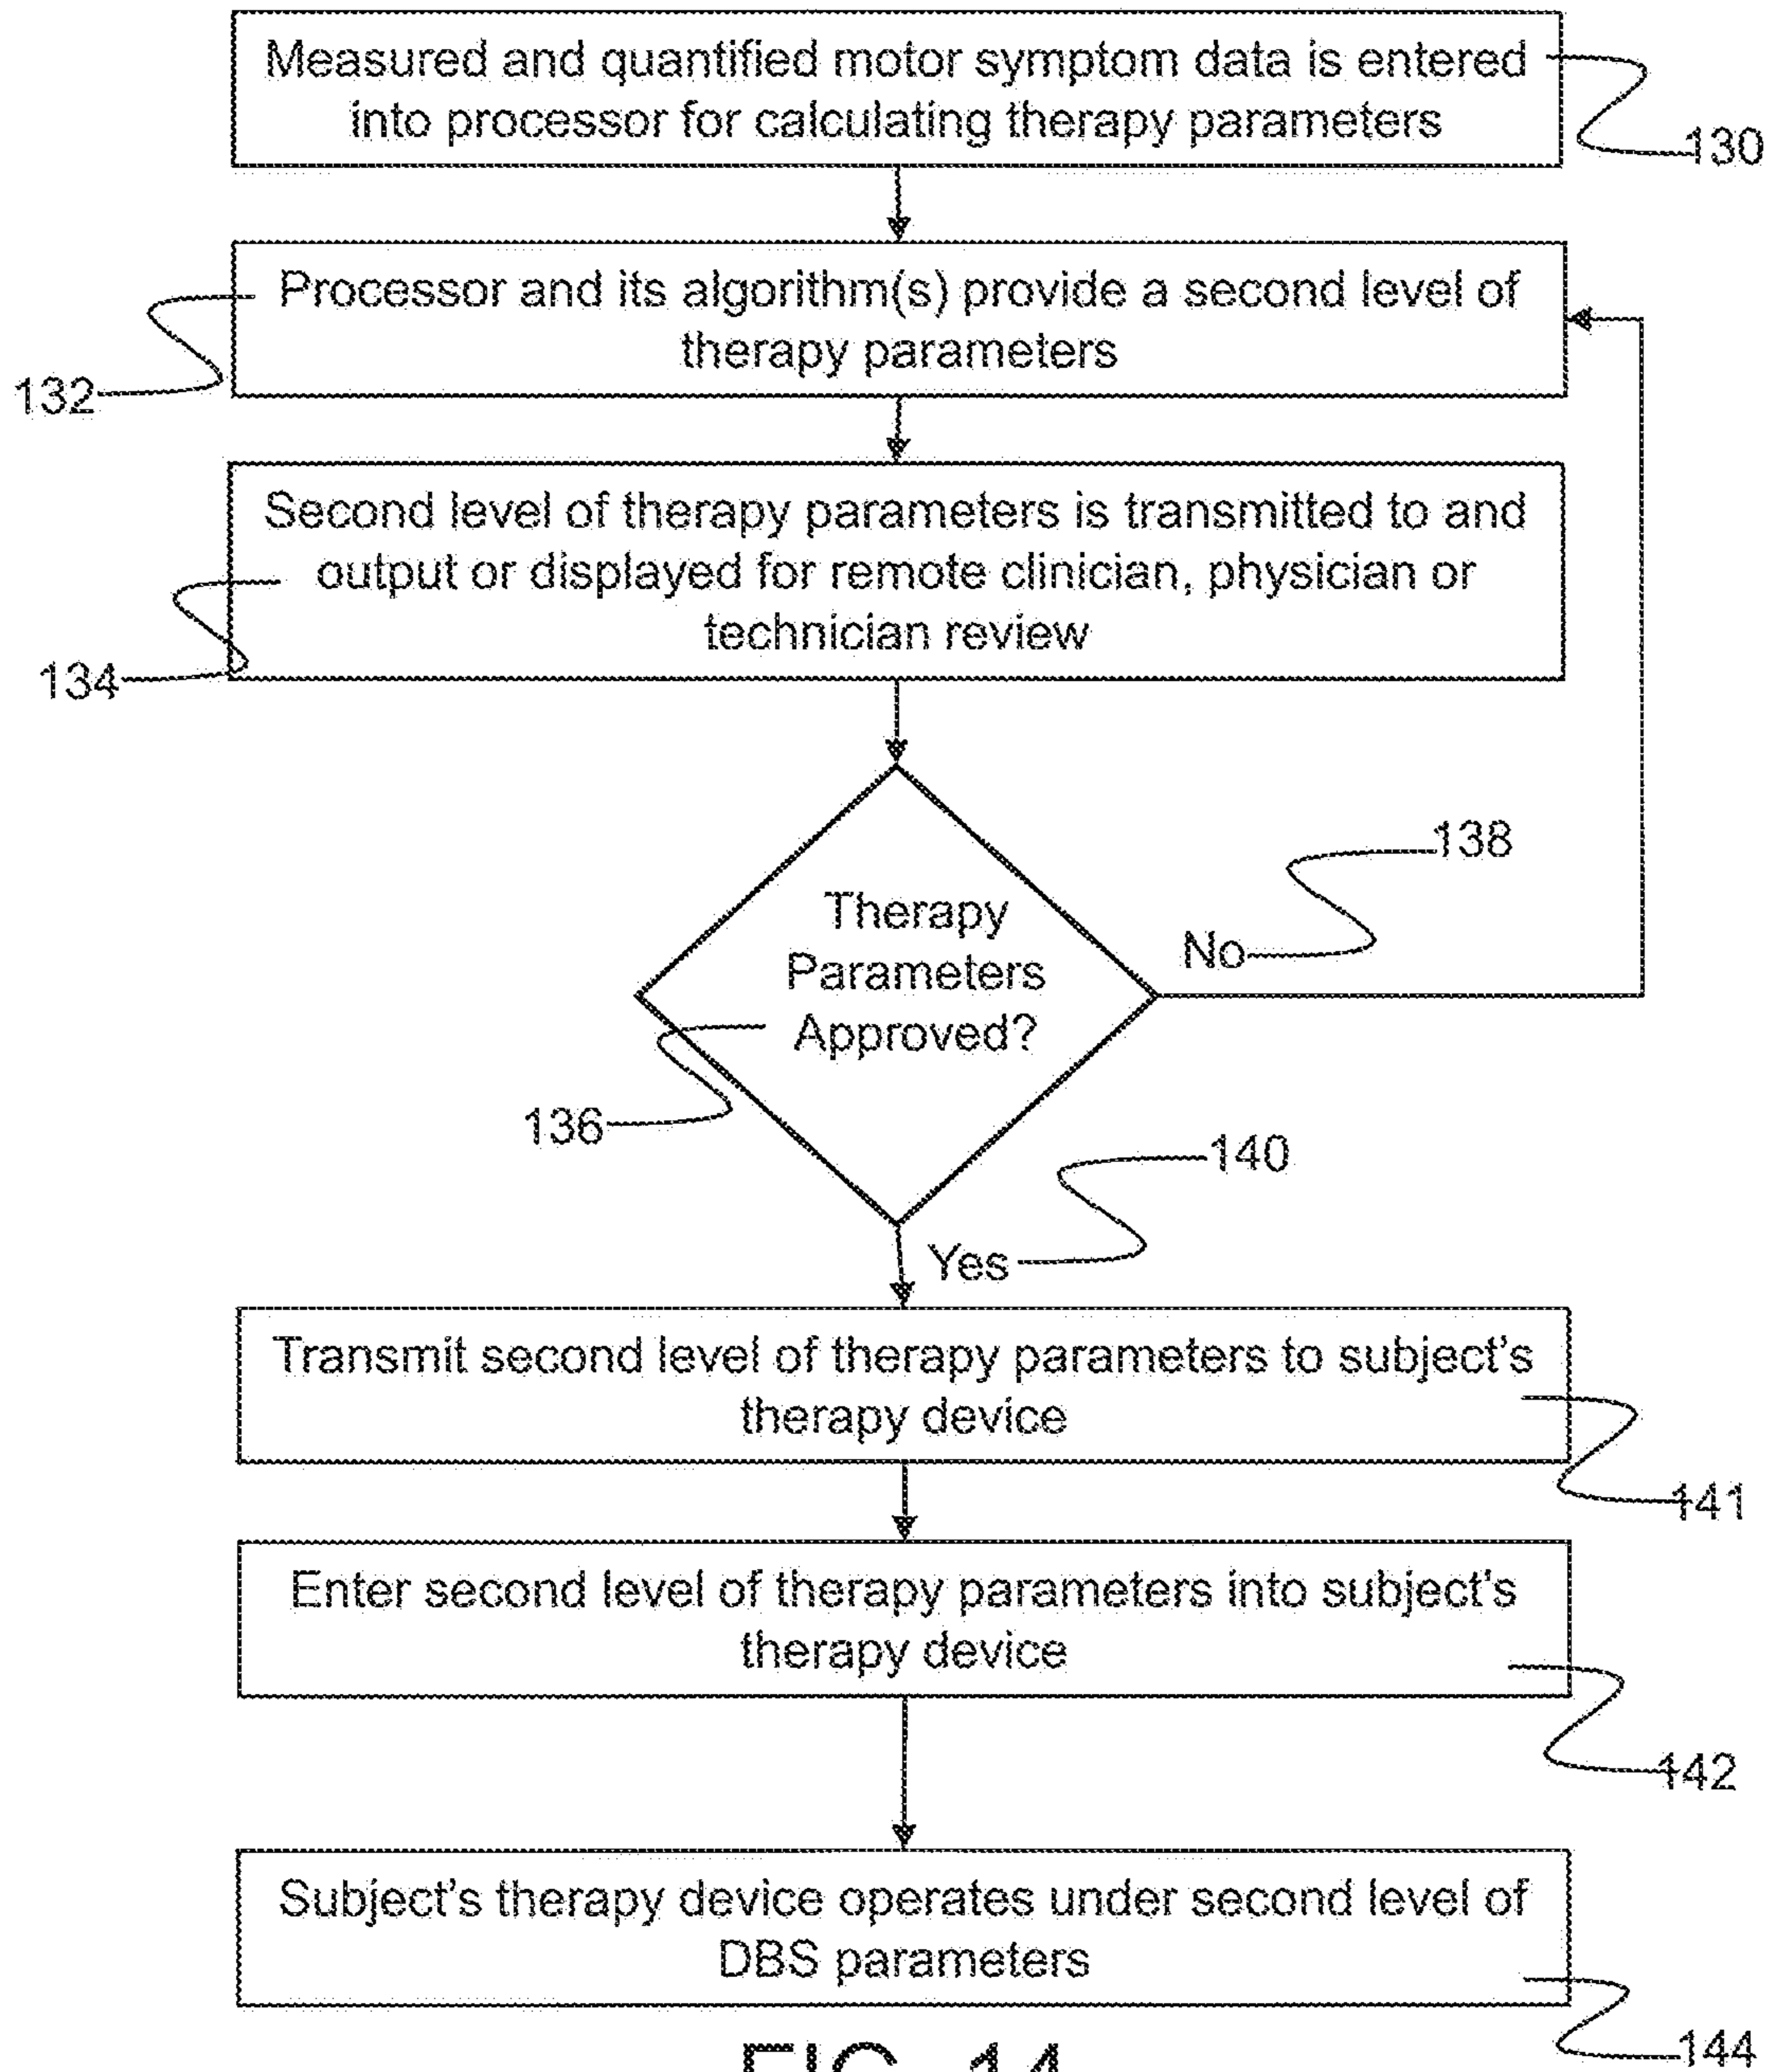 Measured and quantified motor symptom data is entered
into processor for calculating therapy parameters
130
Processor and its algorithm(s) provide a second level of
therapy parameters
132
Second level of therapy parameters is transmitted to and
output or displayed for remote clinician, physician or
technician review
134
138
Therapy
Parameters
Approved?
No
136
140
Yes
Transmit second level of therapy parameters to subject's
therapy device
141
Enter second level of therapy parameters into subject's
therapy device
142
Subject's therapy device operates under second level of
DBS parameters
144
FIG. 14